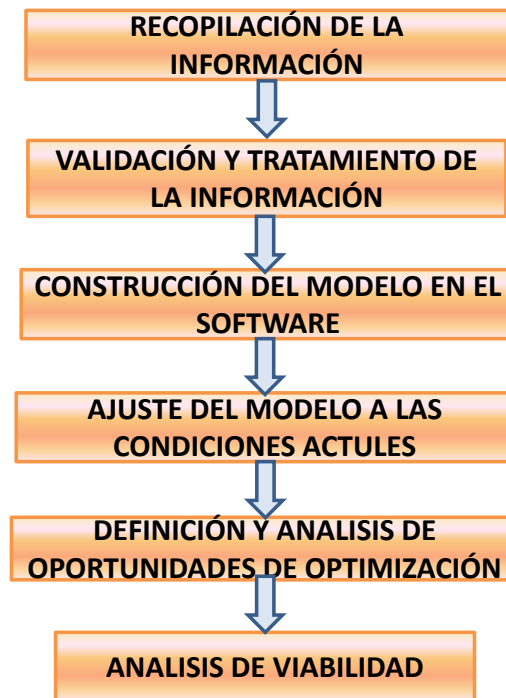 RECOPILACIÓN DE LA
INFORMACIÓN
VALIDACIÓN Y TRATAMIENTO DE
LA INFORMACIÓN
CONSTRUCCIÓN DEL MODELO EN EL
SOFTWARE
AJUSTE DEL MODELO A LAS
CONDICIONES ACTULES
DEFINICIÓN Y ANALISIS DE
OPORTUNIDADES DE OPTIMIZACIÓN
ANALISIS DE VIABILIDAD